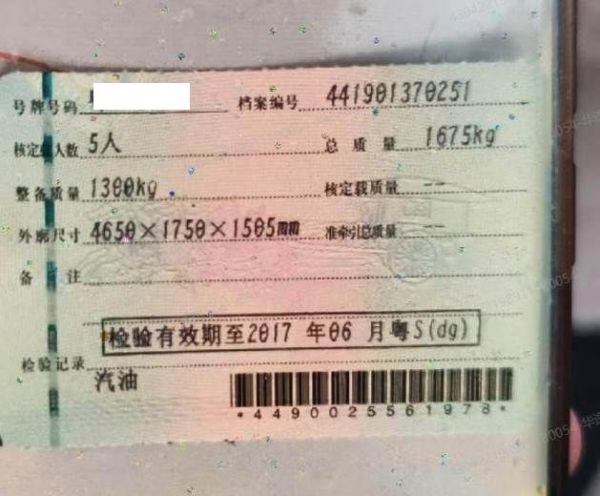 号牌号码 档案编号 441901370251
核定载人数 5人 总质量 1675kg
整备质量 1300kg 核定载质量 --
外廓尺寸 4650×1750×1505mm 准牵引总质量 --
备注
检验有效期至2017年06月粤S(dg)
检验记录
汽油
*4490025561978*